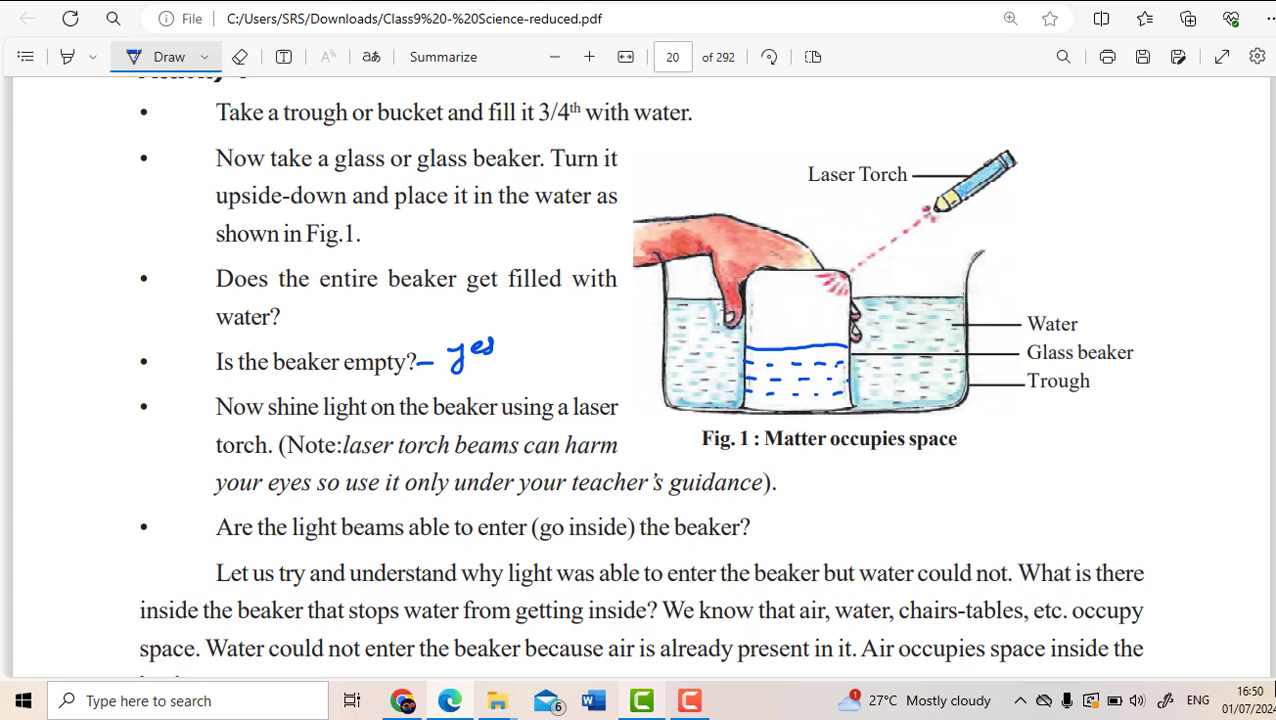 File
C:/Users/SRS/Downloads/Class9%20-%20Science-reduced.pdf
Draw
T
A
aあ
Summarize
20 of 292
• Take a trough or bucket and fill it 3/4th with water.
• Now take a glass or glass beaker. Turn it
upside-down and place it in the water as
shown in Fig.1.
• Does the entire beaker get filled with
water?
• Is the beaker empty? – yes
• Now shine light on the beaker using a laser
torch. (Note:laser torch beams can harm
your eyes so use it only under your teacher's guidance).
Laser Torch
Water
Glass beaker
Trough
Fig. 1 : Matter occupies space
• Are the light beams able to enter (go inside) the beaker?
Let us try and understand why light was able to enter the beaker but water could not. What is there
inside the beaker that stops water from getting inside? We know that air, water, chairs-tables, etc. occupy
space. Water could not enter the beaker because air is already present in it. Air occupies space inside the
Type here to search
6
W
1
27°C Mostly cloudy
ENG
16:50
01/07/2024